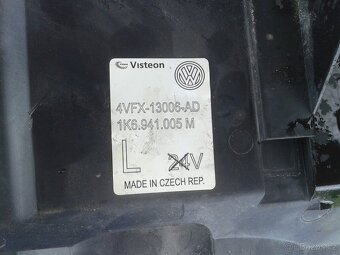 Visteon
4VFX-13006-AD
1K6.941.005 M
L 24V
MADE IN CZECH REP.